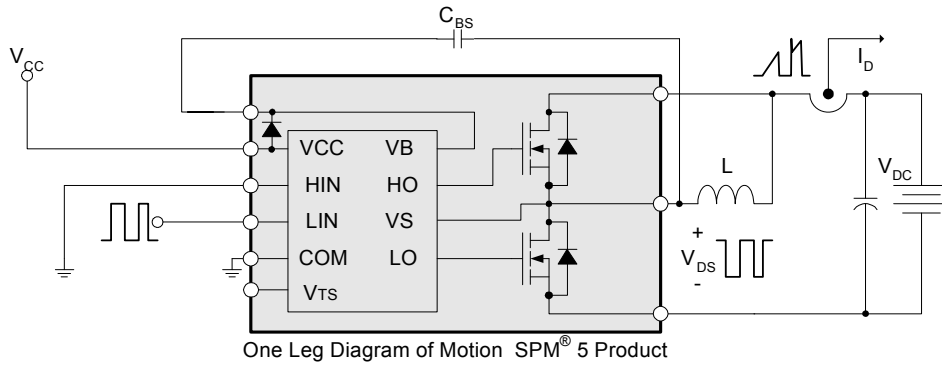 C_BS
V_CC
I_D
VCC VB
HIN HO
LIN VS
COM LO
V_TS
L
V_DC
+
V_DS
-
One Leg Diagram of Motion SPM® 5 Product